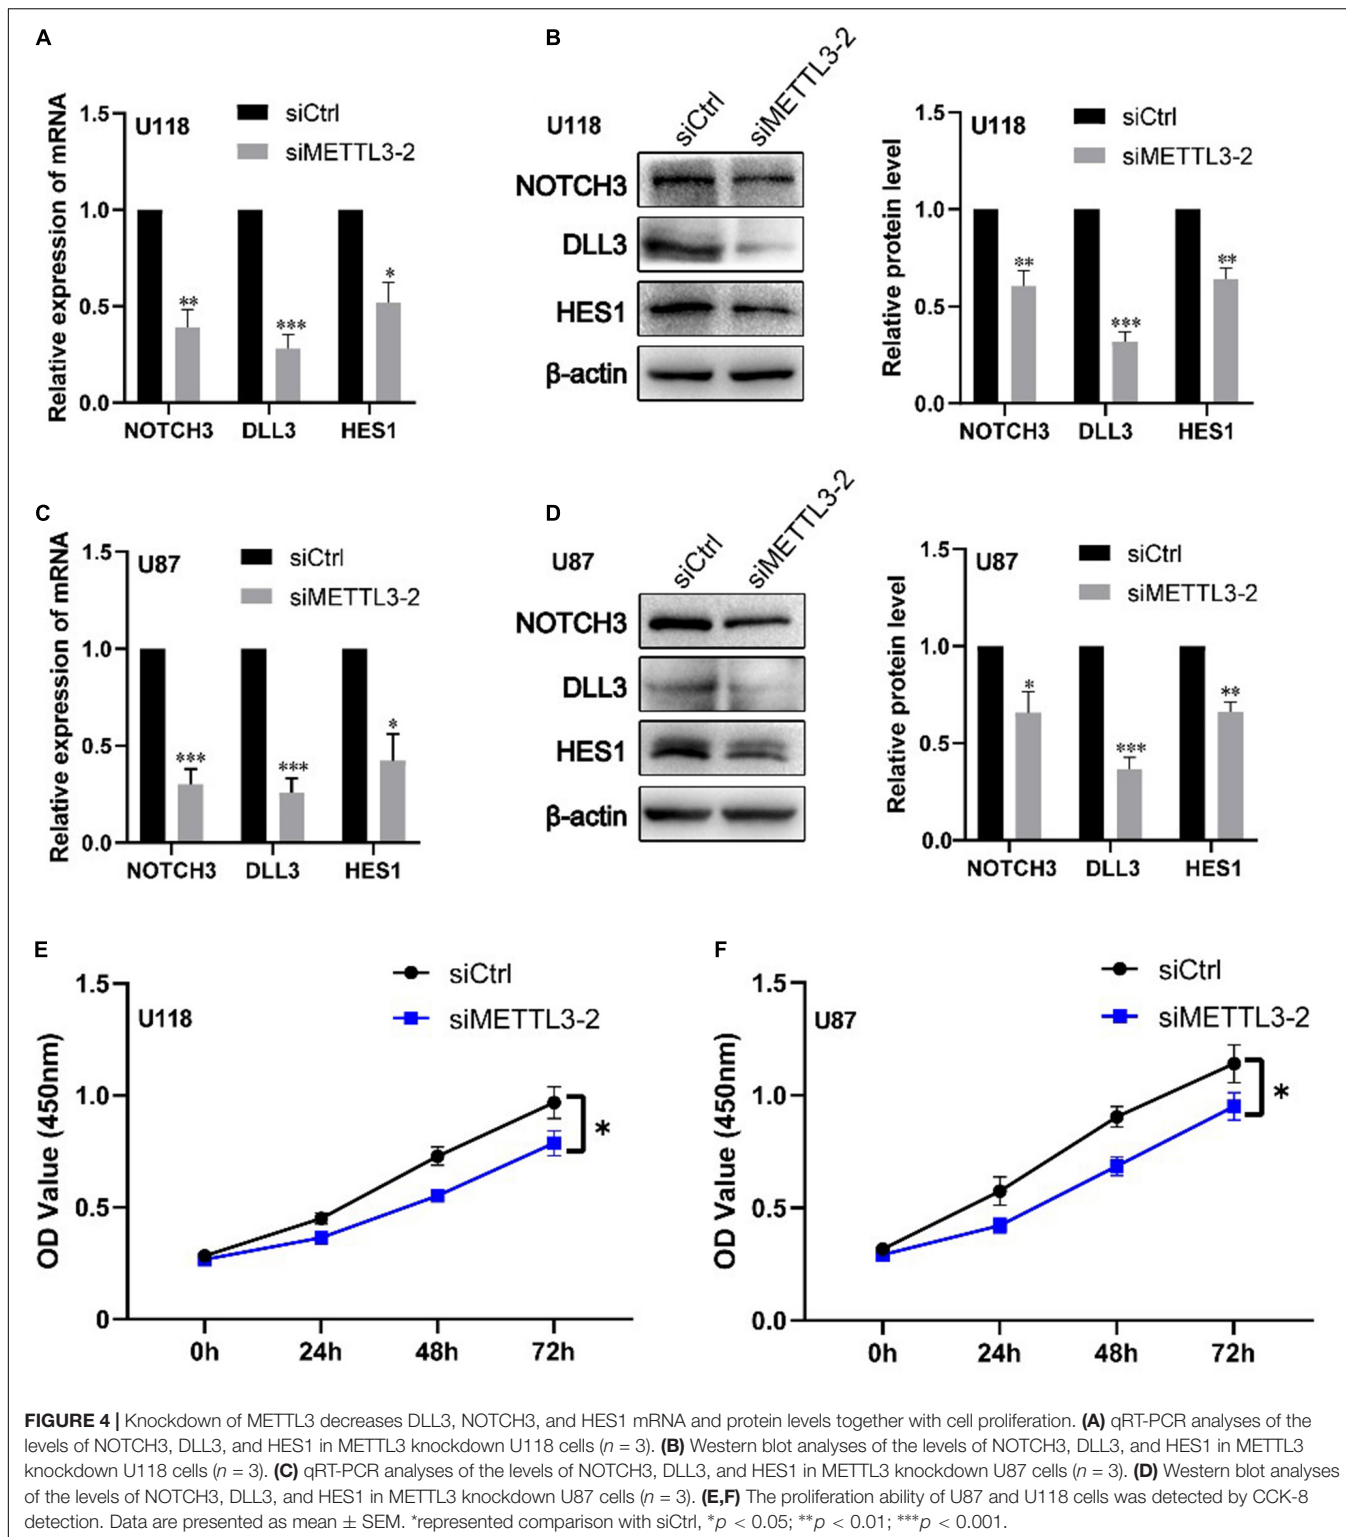 A
Relative expression of mRNA
1.5
1.0
0.5
0.0
U118
siCtrl
siMETTL3-2
**
***
*
NOTCH3
DLL3
HES1
B
U118
siCtrl
siMETTL3-2
NOTCH3
DLL3
HES1
β-actin
Relative protein level
1.5
1.0
0.5
0.0
U118
siCtrl
siMETTL3-2
**
***
**
NOTCH3
DLL3
HES1
C
Relative expression of mRNA
1.5
1.0
0.5
0.0
U87
siCtrl
siMETTL3-2
***
***
*
NOTCH3
DLL3
HES1
D
U87
siCtrl
siMETTL3-2
NOTCH3
DLL3
HES1
β-actin
Relative protein level
1.5
1.0
0.5
0.0
U87
siCtrl
siMETTL3-2
*
***
**
NOTCH3
DLL3
HES1
E
OD Value (450nm)
1.5
1.0
0.5
0
U118
siCtrl
siMETTL3-2
*
0h
24h
48h
72h
F
OD Value (450nm)
1.5
1.0
0.5
0.0
U87
siCtrl
siMETTL3-2
*
0h
24h
48h
72h
FIGURE 4 | Knockdown of METTL3 decreases DLL3, NOTCH3, and HES1 mRNA and protein levels together with cell proliferation. (A) qRT-PCR analyses of the
levels of NOTCH3, DLL3, and HES1 in METTL3 knockdown U118 cells (n = 3). (B) Western blot analyses of the levels of NOTCH3, DLL3, and HES1 in METTL3
knockdown U118 cells (n = 3). (C) qRT-PCR analyses of the levels of NOTCH3, DLL3, and HES1 in METTL3 knockdown U87 cells (n = 3). (D) Western blot analyses
of the levels of NOTCH3, DLL3, and HES1 in METTL3 knockdown U87 cells (n = 3). (E,F) The proliferation ability of U87 and U118 cells was detected by CCK-8
detection. Data are presented as mean ± SEM. *represented comparison with siCtrl, *p < 0.05; **p < 0.01; ***p < 0.001.